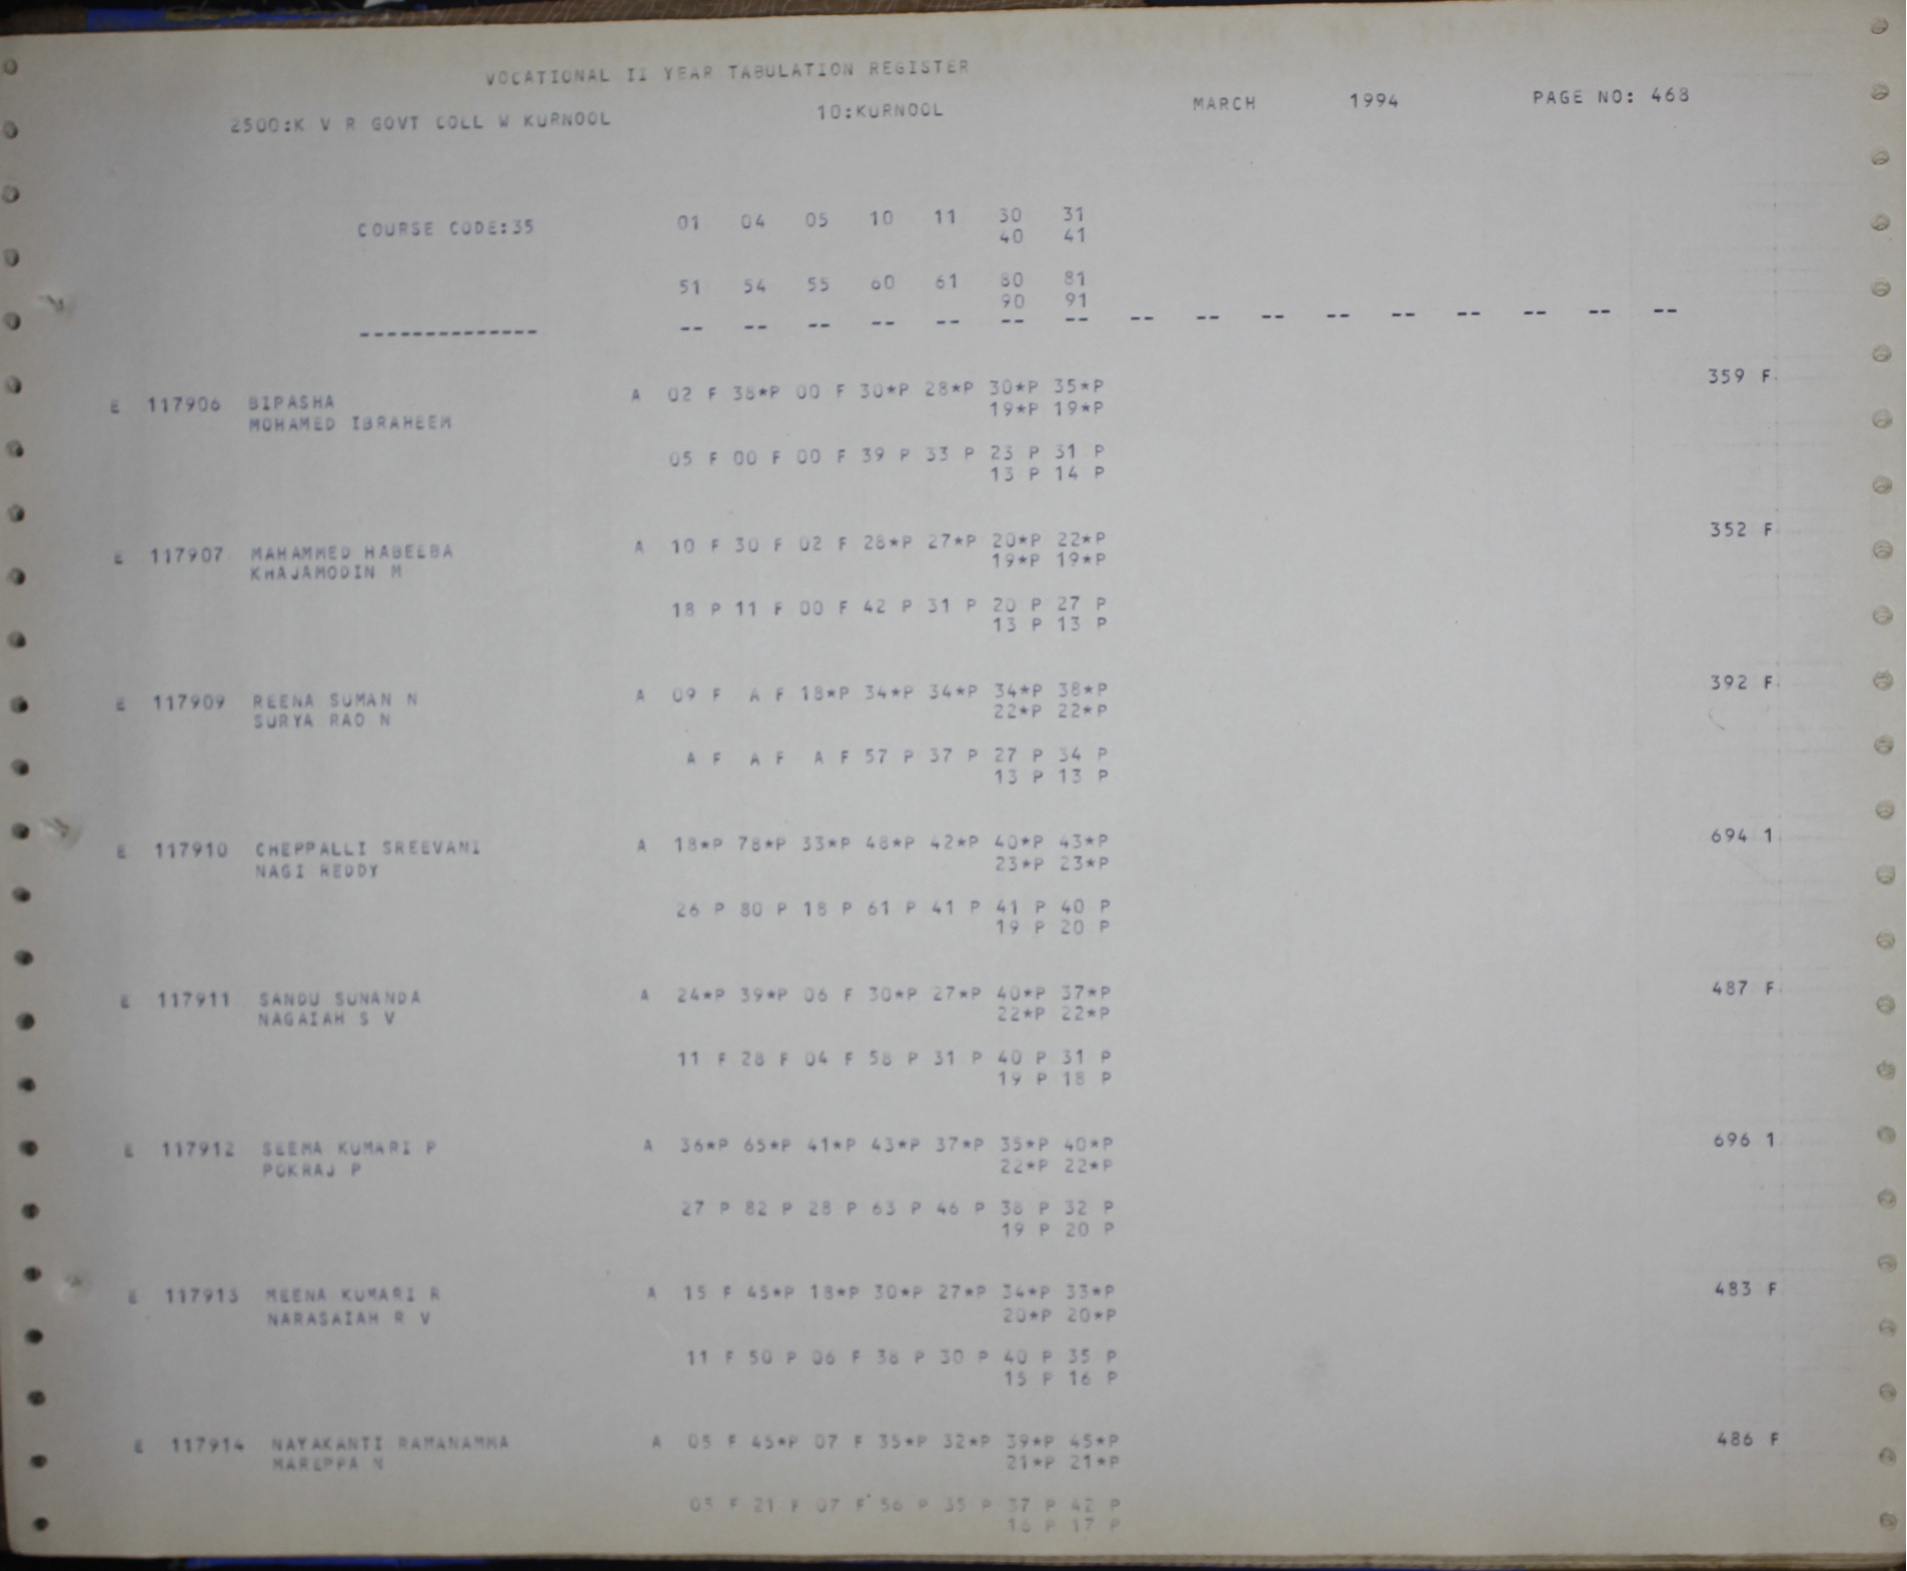 VOCATIONAL II YEAR TABULATION REGISTER
2500:K V R GOVT COLL W KURNOOL 10:KURNOOL MARCH 1994 PAGE NO: 468
COURSE CODE:35 01 04 05 10 11 30 31
40 41
51 54 55 60 61 80 81
90 91
-------------- -- -- -- -- -- -- -- -- -- -- -- -- -- -- -- --
E 117906 BIPASHA A 02 F 38*P 00 F 30*P 28*P 30*P 35*P 359 F
MOHAMED IBRAHEEM 19*P 19*P
05 F 00 F 00 F 39 P 33 P 23 P 31 P
13 P 14 P
E 117907 MAHAMMED HABEEBA A 10 F 30 F 02 F 28*P 27*P 20*P 22*P 352 F
KHAJAMODIN M 19*P 19*P
18 P 11 F 00 F 42 P 31 P 20 P 27 P
13 P 13 P
E 117909 REENA SUMAN N A 09 F A F 18*P 34*P 34*P 34*P 38*P 392 F
SURYA RAO N 22*P 22*P
A F A F A F 57 P 37 P 27 P 34 P
13 P 13 P
E 117910 CHEPPALLI SREEVANI A 18*P 78*P 33*P 48*P 42*P 40*P 43*P 694 1
NAGI REDDY 23*P 23*P
26 P 80 P 18 P 61 P 41 P 41 P 40 P
19 P 20 P
E 117911 SANDU SUNANDA A 24*P 39*P 06 F 30*P 27*P 40*P 37*P 487 F
NAGAIAH S V 22*P 22*P
11 F 28 F 04 F 58 P 31 P 40 P 31 P
19 P 18 P
E 117912 SEEMA KUMARI P A 36*P 65*P 41*P 43*P 37*P 35*P 40*P 696 1
POKRAJ P 22*P 22*P
27 P 82 P 28 P 63 P 46 P 38 P 32 P
19 P 20 P
E 117913 MEENA KUMARI R A 15 F 45*P 18*P 30*P 27*P 34*P 33*P 483 F
NARASAIAH R V 20*P 20*P
11 F 50 P 06 F 38 P 30 P 40 P 35 P
15 P 16 P
E 117914 NAYAKANTI RAMANAMMA A 05 F 45*P 07 F 35*P 32*P 39*P 45*P 486 F
MAREPPA N 21*P 21*P
05 F 21 F 07 F 56 P 35 P 37 P 42 P
16 P 17 P